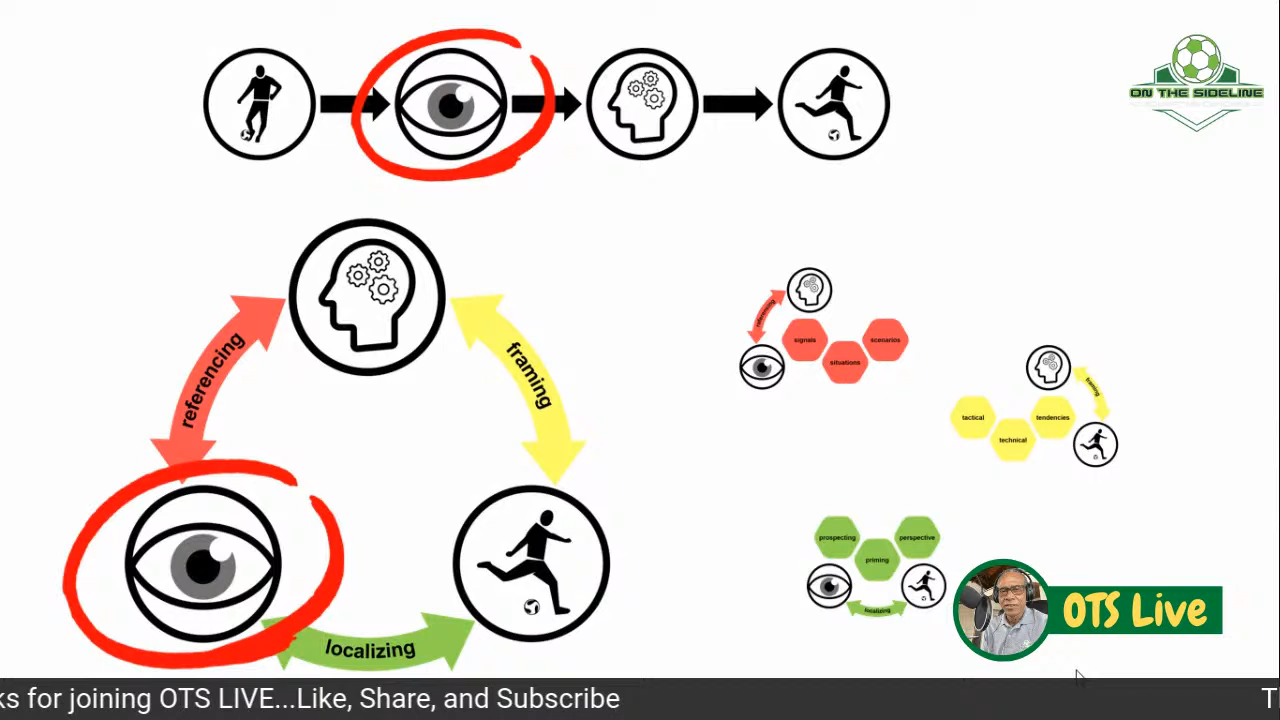 ON THE SIDELINE
referencing
framing
localizing
referencing
signals
situations
scenarios
framing
tactical
technical
tendencies
prospecting
priming
perspective
localizing
OTS Live
ks for joining OTS LIVE...Like, Share, and Subscribe